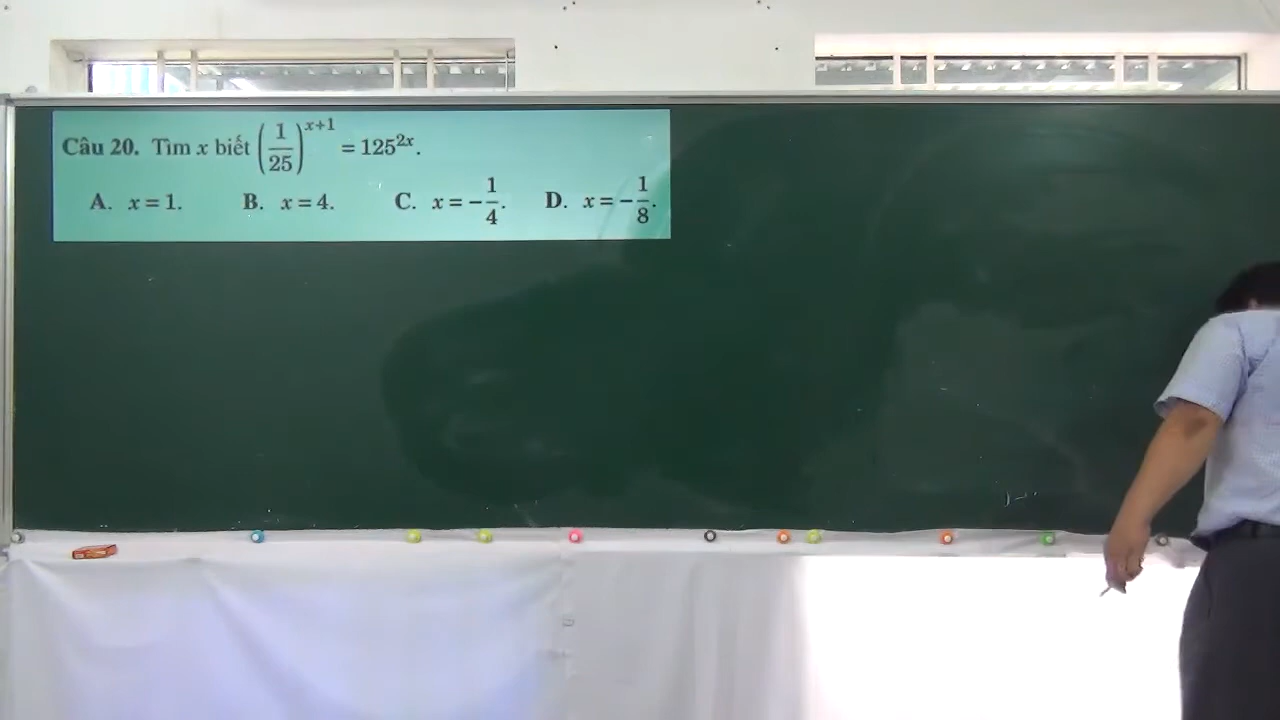 Câu 20. Tìm x biết (1/25)^(x+1) = 125^(2x).
A. x = 1. B. x = 4. C. x = −1/4. D. x = −1/8.